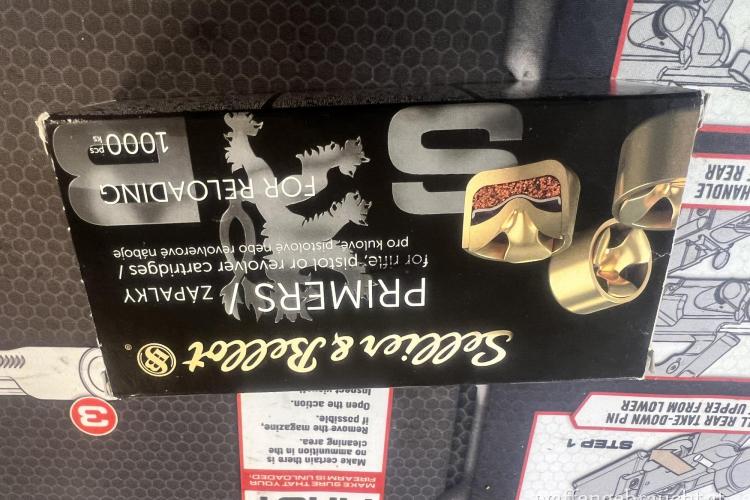 Sellier & Bellot
S&B
®
PRIMERS / ZÁPALKY
for rifle, pistol or revolver cartridges /
pro kulové, pistolové nebo revolverové náboje
FOR RELOADING
1000 pcs
ks
S B
HANDLE
REAR
REAR TAKE-DOWN PIN
UPPER FROM LOWER
STEP 1
3
MAKE SURE THAT YOUR
FIREARM IS UNLOADED:
Make certain there is
no ammunition in the
cleaning area.
Remove the magazine,
if possible.
Open the action.